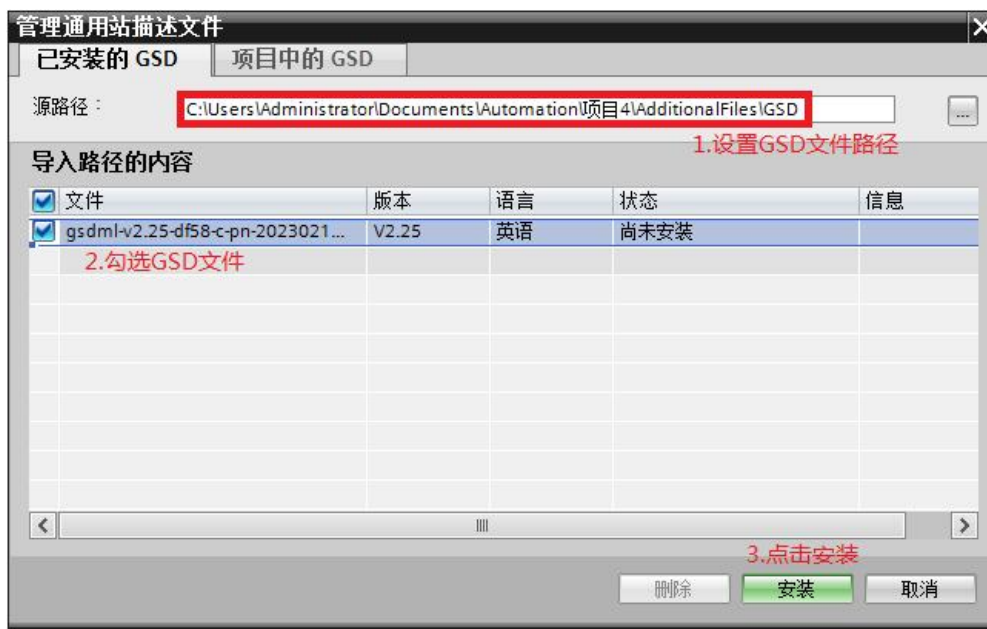 管理通用站描述文件
已安装的 GSD 项目中的 GSD
源路径： C:\Users\Administrator\Documents\Automation\项目4\AdditionalFiles\GSD ...
1.设置GSD文件路径
导入路径的内容
文件 版本 语言 状态 信息
gsdml-v2.25-df58-c-pn-2023021... V2.25 英语 尚未安装
2.勾选GSD文件
3.点击安装
删除 安装 取消